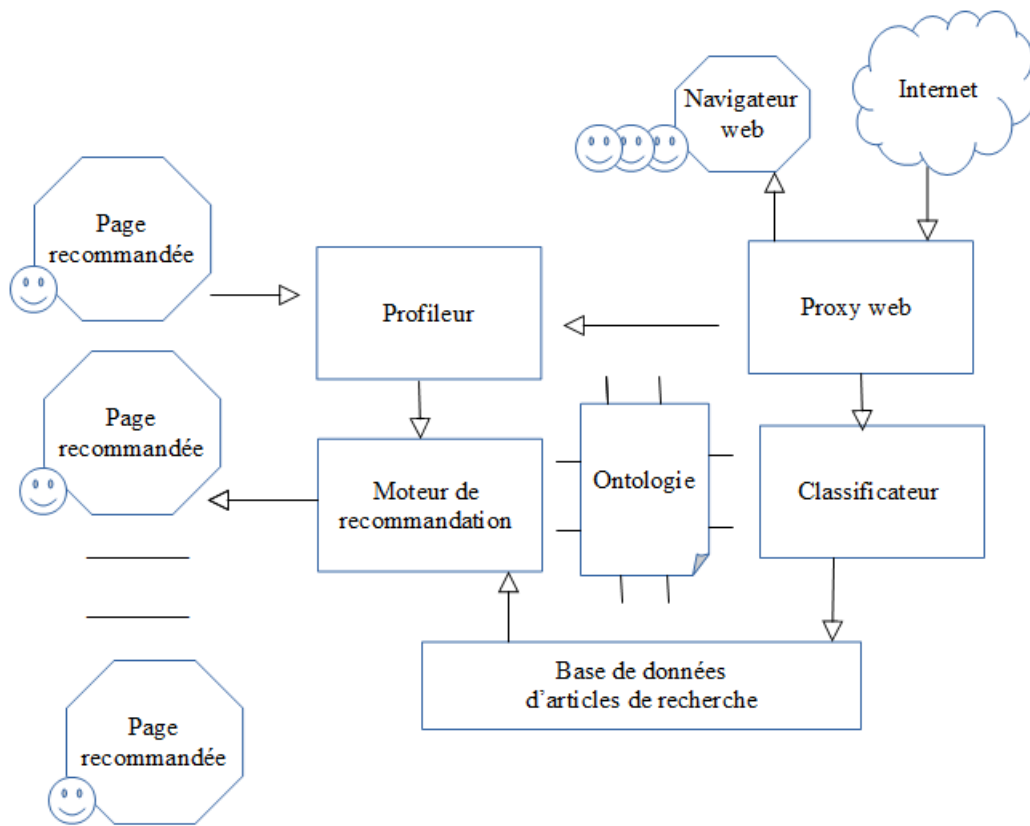 Navigateur
web
Internet
Page
recommandée
Profileur
Proxy web
Page
recommandée
Moteur de
recommandation
Ontologie
Classificateur
Base de données
d'articles de recherche
Page
recommandée